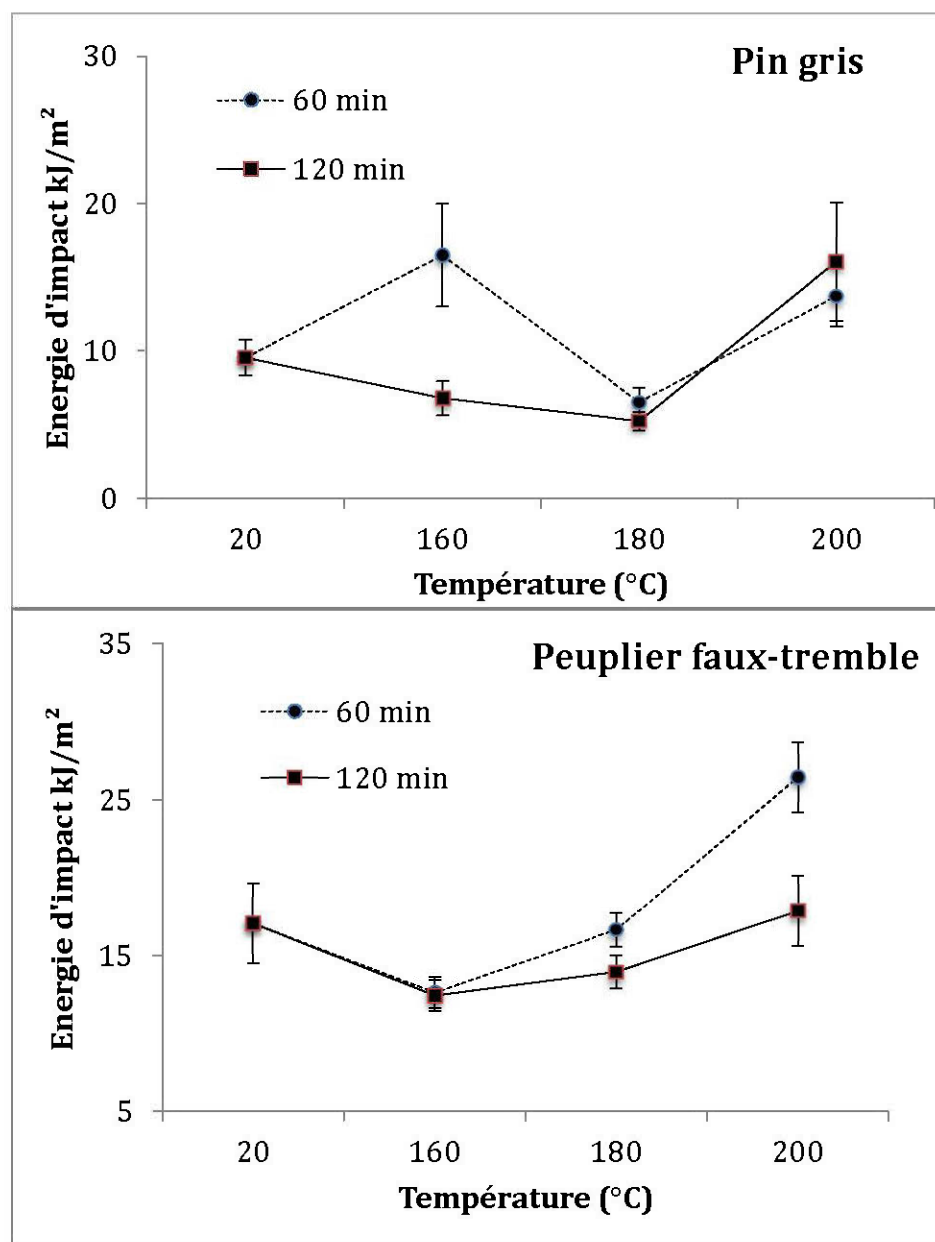 Pin gris
60 min
120 min
Energie d'impact kJ/m²
30
20
10
0
20 160 180 200
Température (°C)
Peuplier faux-tremble
60 min
120 min
Energie d'impact kJ/m²
35
25
15
5
20 160 180 200
Température (°C)